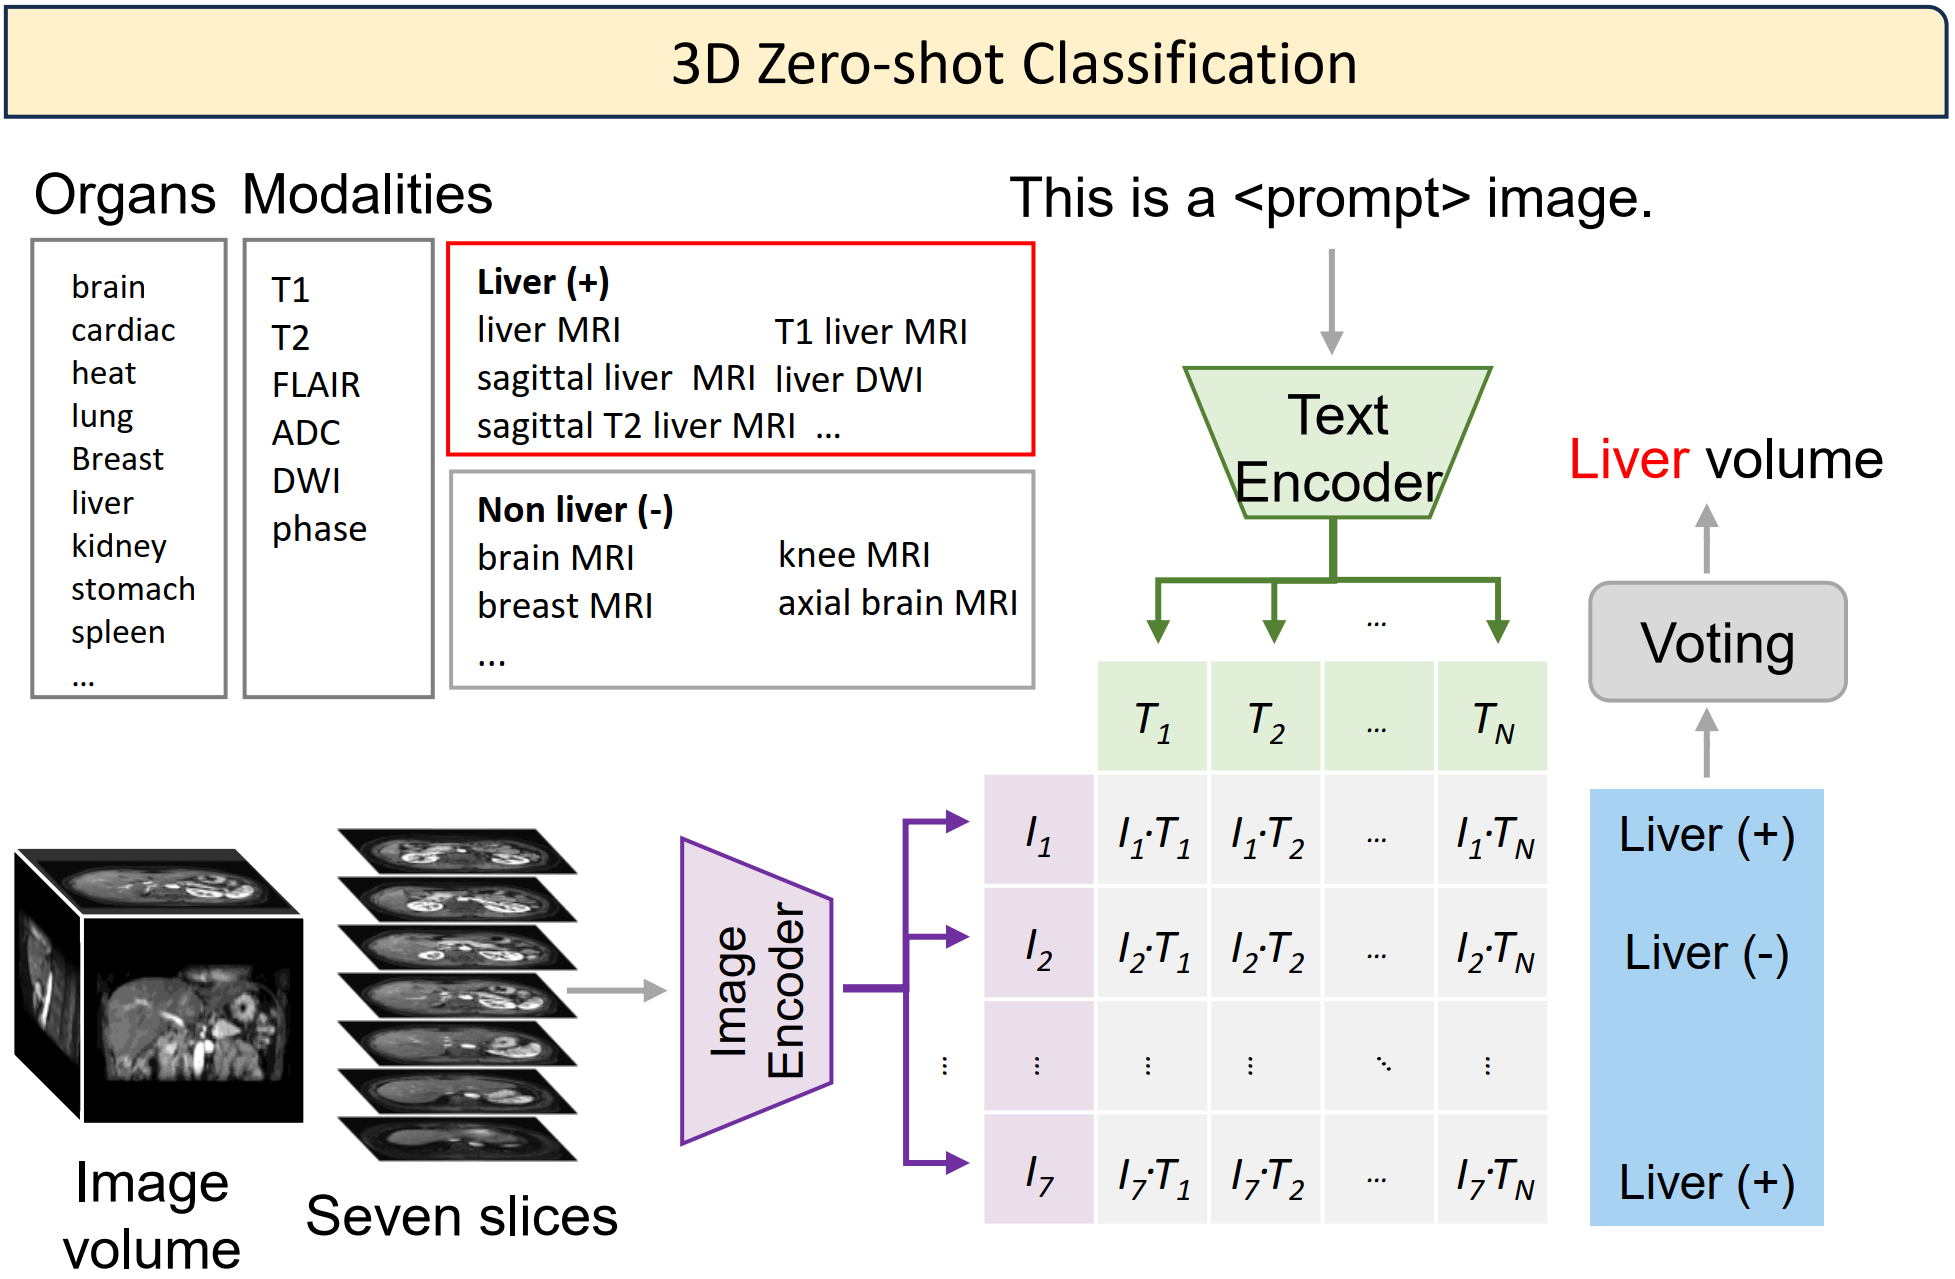 3D Zero-shot Classification
Organs
Modalities
This is a <prompt> image.
brain
cardiac
heat
lung
Breast
liver
kidney
stomach
spleen
...
T1
T2
FLAIR
ADC
DWI
phase
Liver (+)
liver MRI
T1 liver MRI
sagittal liver MRI
liver DWI
sagittal T2 liver MRI ...
Non liver (-)
brain MRI
knee MRI
breast MRI
axial brain MRI
...
Text
Encoder
...
Liver volume
Voting
T1 T2 ... TN
I1 I1·T1 I1·T2 ... I1·TN
I2 I2·T1 I2·T2 ... I2·TN
⋮ ⋮ ⋮ ⋮ ⋱ ⋮
I7 I7·T1 I7·T2 ... I7·TN
Liver (+)
Liver (-)
Liver (+)
Image
Encoder
Image
volume
Seven slices